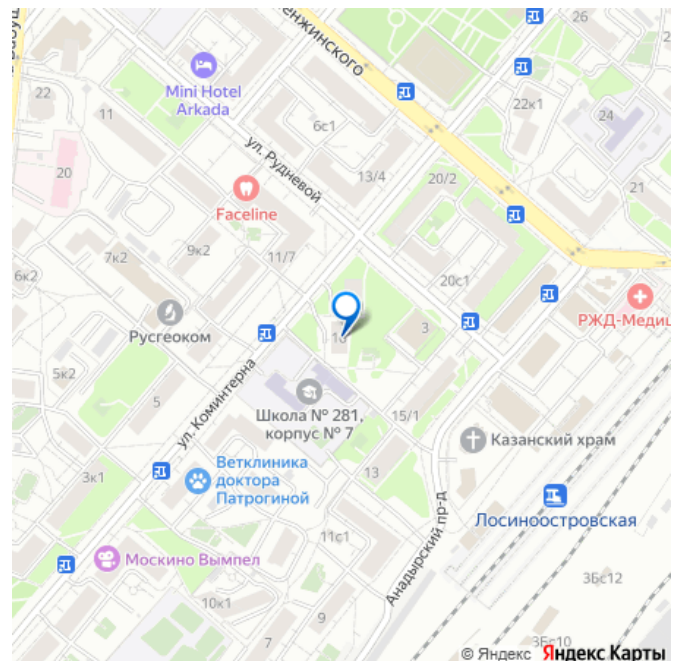 26
22
11
Mini Hotel
Arkada
6с1
22к1
24
20
ул. Рудневой
13/4
20/2
21
Faceline
7к2
9к2
11/7
6к2
20с1
РЖД-Медиц
Русгеоком
3
5к2
5
ул. Коминтерна
Школа № 281,
корпус № 7
15/1
Казанский храм
3к1
Ветклиника
доктора
Патрогиной
13
Лосиноостровская
11с1
Анадырский пр-д
Москино Вымпел
3Бс12
10к1
7
9
3Бс10
© Яндекс Яндекс Карты